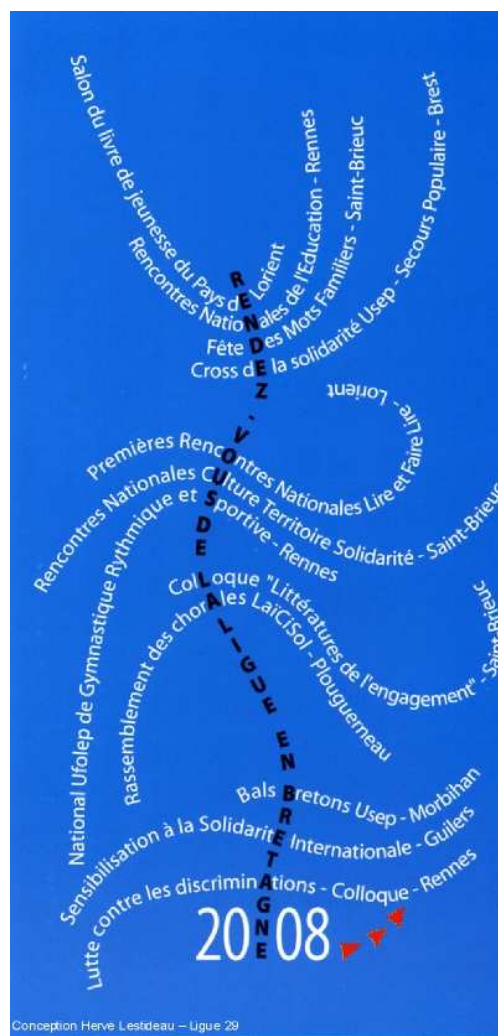 Salon du livre de jeunesse du Pays de Lorient
Rencontres Nationales de l'Education - Rennes
Fête Des Mots Familiers - Saint-Brieuc
Cross de la solidarité Usep - Secours Populaire - Brest
RENDEZ-VOUS DE LA LIGUE EN BRETAGNE
Premières Rencontres Nationales Lire et Faire Lire - Lorient
Rencontres Nationales Culture Territoire Solidarité - Saint-Brieuc
National Ufolep de Gymnastique Rythmique et Sportive - Rennes
Colloque "Littératures de l'engagement" - Saint-Brieuc
Rassemblement des chorales LaïCiSol - Plouguerneau
Bals Bretons Usep - Morbihan
Sensibilisation à la Solidarité Internationale - Guilers
Lutte contre les discriminations - Colloque - Rennes
2008
Conception Hervé Lestideau – Ligue 29